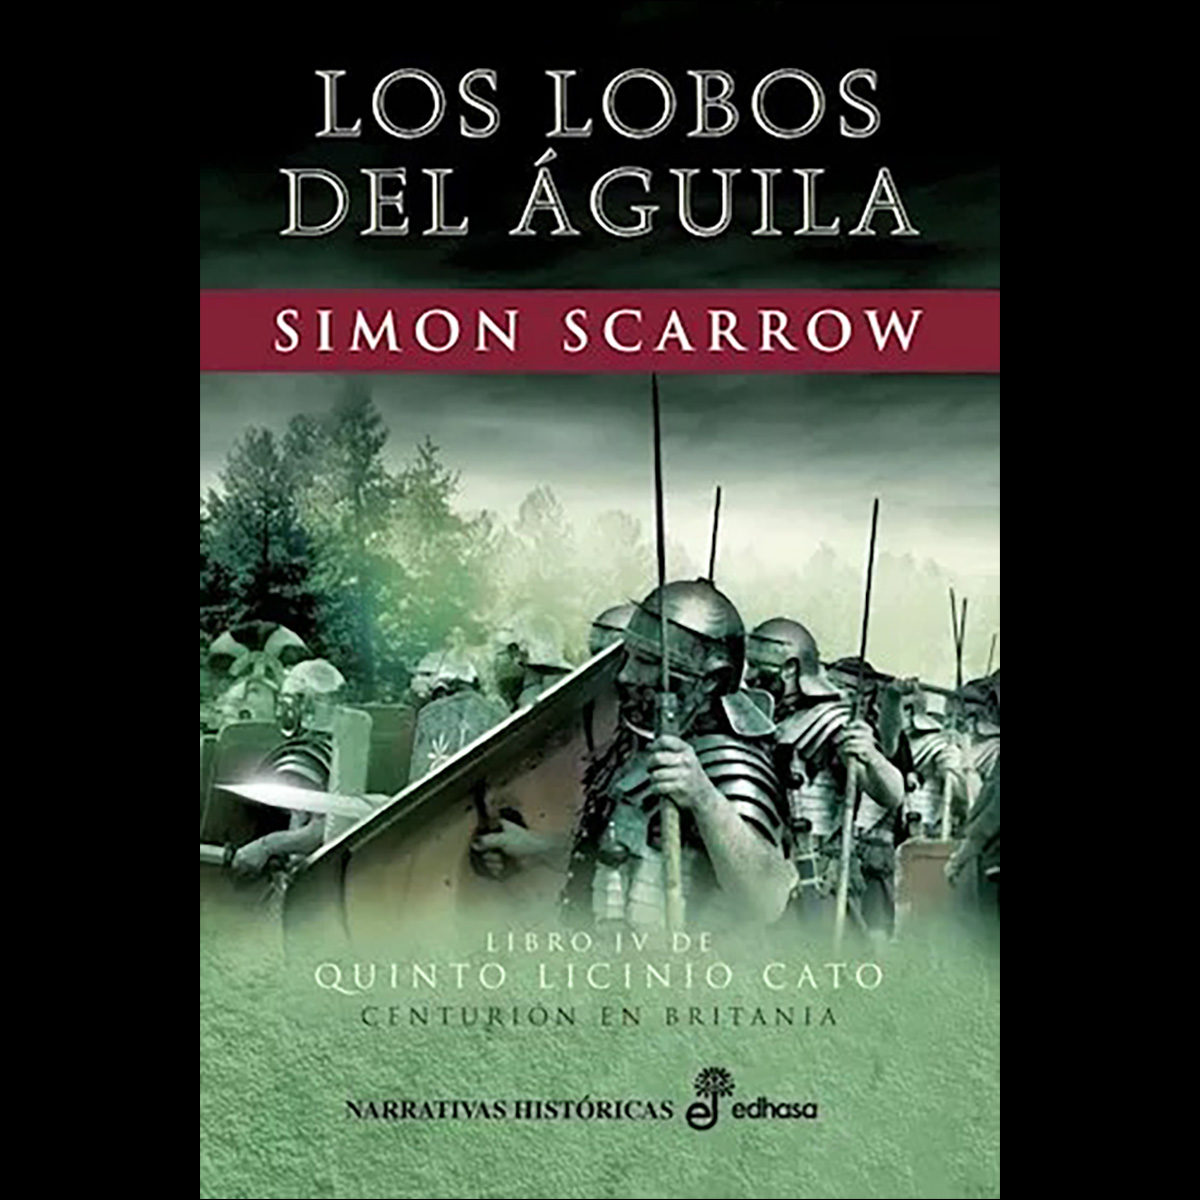 LOS LOBOS
DEL ÁGUILA
SIMON SCARROW
LIBRO IV DE
QUINTO LICINIO CATO
CENTURIÓN EN BRITANIA
NARRATIVAS HISTÓRICAS edhasa